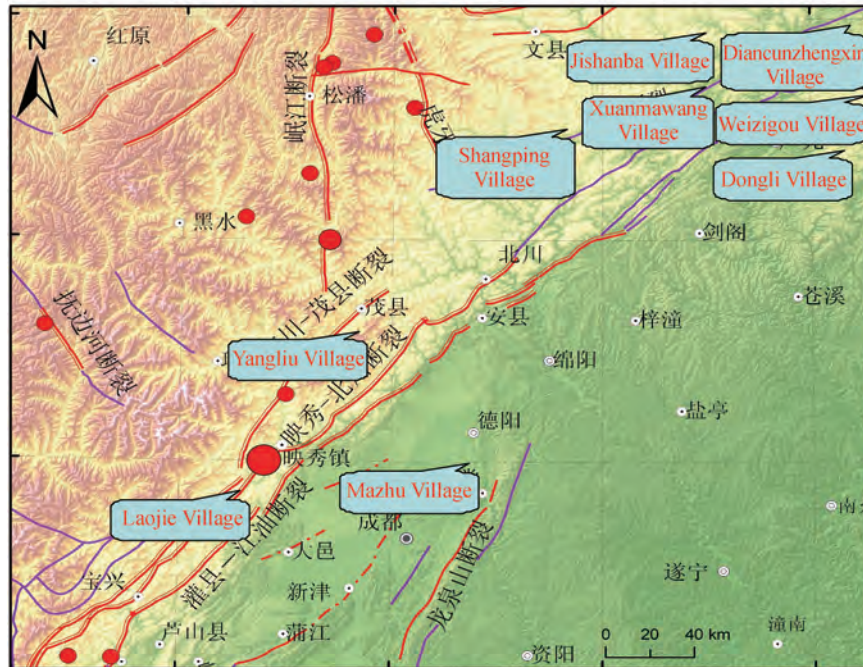 N
红原
岷江断裂
松潘
虎牙
文县
Jishanba Village
Diancunzhengxin
Village
Xuanmawang
Village
Weizigou Village
Shangping
Village
Dongli Village
黑水
剑阁
北川
苍溪
抚边河断裂
川-茂县断裂
茂县
安县
梓潼
Yangliu Village
绵阳
映秀-北川断裂
盐亭
德阳
映秀镇
Mazhu Village
Laojie Village
成都
灌县-江油断裂
大邑
龙泉山断裂
遂宁
宝兴
新津
芦山县
蒲江
资阳
潼南
0 20 40 km